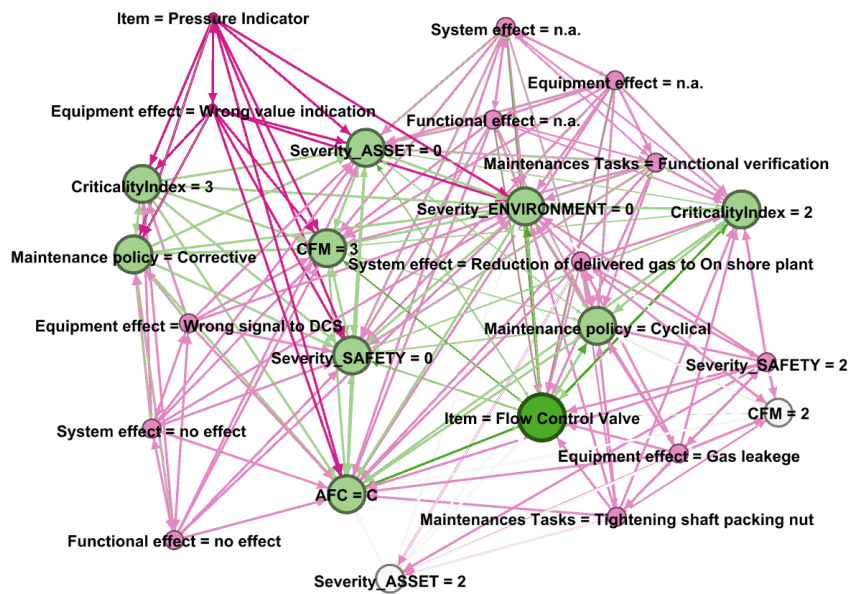 Item = Pressure Indicator
System effect = n.a.
Equipment effect = n.a.
Equipment effect = Wrong value indication
Functional effect = n.a.
Severity_ASSET = 0
Maintenances Tasks = Functional verification
CriticalityIndex = 3
Severity_ENVIRONMENT = 0
CriticalityIndex = 2
CFM = 3
Maintenance policy = Corrective
System effect = Reduction of delivered gas to On shore plant
Equipment effect = Wrong signal to DCS
Maintenance policy = Cyclical
Severity_SAFETY = 0
Severity_SAFETY = 2
CFM = 2
Item = Flow Control Valve
System effect = no effect
Equipment effect = Gas leakege
AFC = C
Maintenances Tasks = Tightening shaft packing nut
Functional effect = no effect
Severity_ASSET = 2